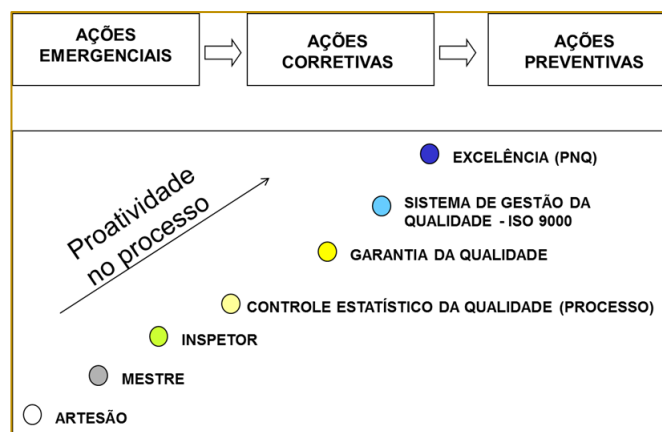 AÇÕES
EMERGENCIAIS
AÇÕES
CORRETIVAS
AÇÕES
PREVENTIVAS
Proatividade
no processo
EXCELÊNCIA (PNQ)
SISTEMA DE GESTÃO DA
QUALIDADE - ISO 9000
GARANTIA DA QUALIDADE
CONTROLE ESTATÍSTICO DA QUALIDADE (PROCESSO)
INSPETOR
MESTRE
ARTESÃO